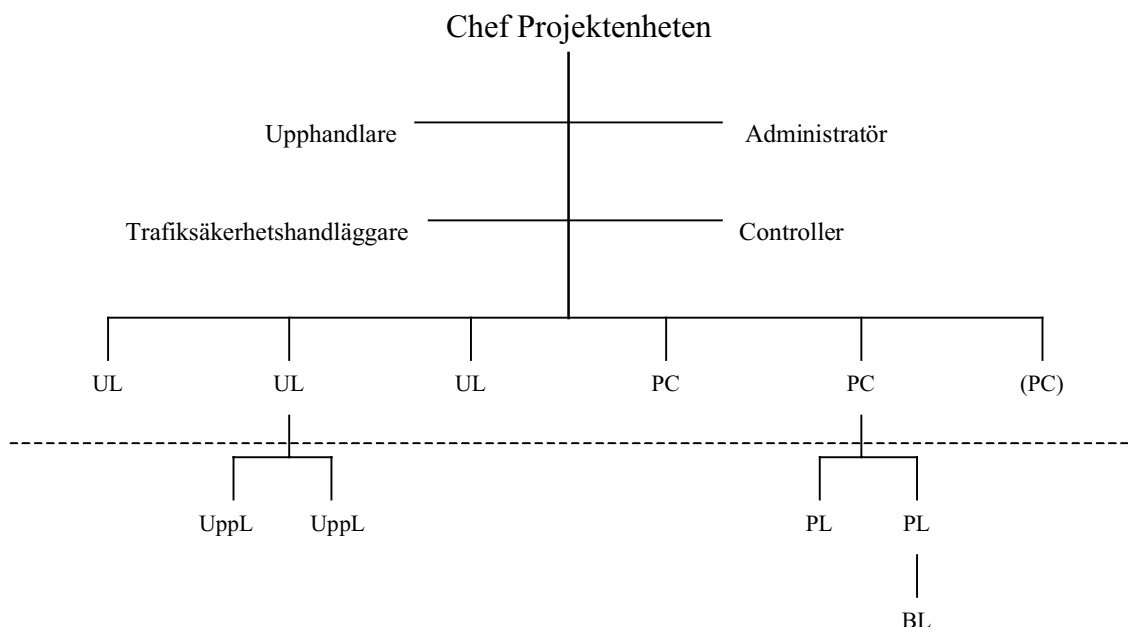 Chef Projektenheten
Upphandlare
Administratör
Trafiksäkerhetshandläggare
Controller
UL
UL
UL
PC
PC
(PC)
UppL
UppL
PL
PL
BL